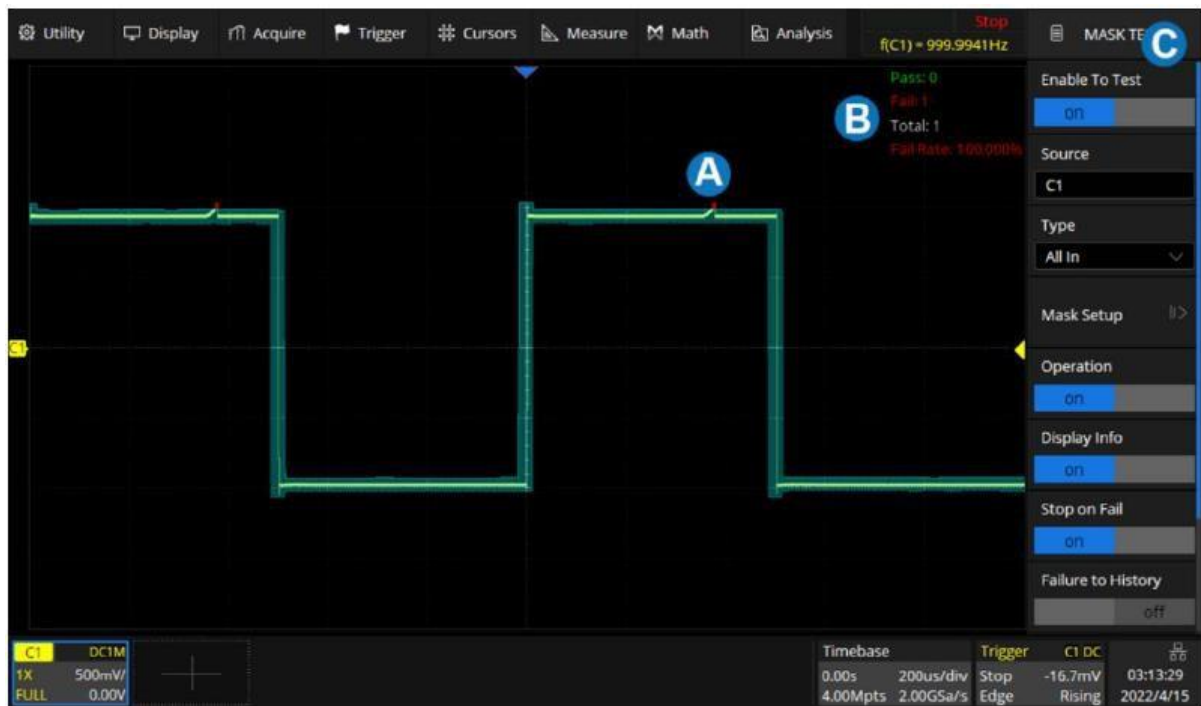 Utility Display Acquire Trigger Cursors Measure Math Analysis
Stop
f(C1) = 999.9941Hz
MASK TE
C
Pass: 0
Fail: 1
Total: 1
Fail Rate: 100.000%
B
A
C1
Enable To Test
on
Source
C1
Type
All In
Mask Setup
Operation
on
Display Info
on
Stop on Fail
on
Failure to History
off
C1 DC1M
1X 500mV/
FULL 0.00V
Timebase
0.00s 200us/div
4.00Mpts 2.00GSa/s
Trigger C1 DC
Stop -16.7mV
Edge Rising
03:13:29
2022/4/15